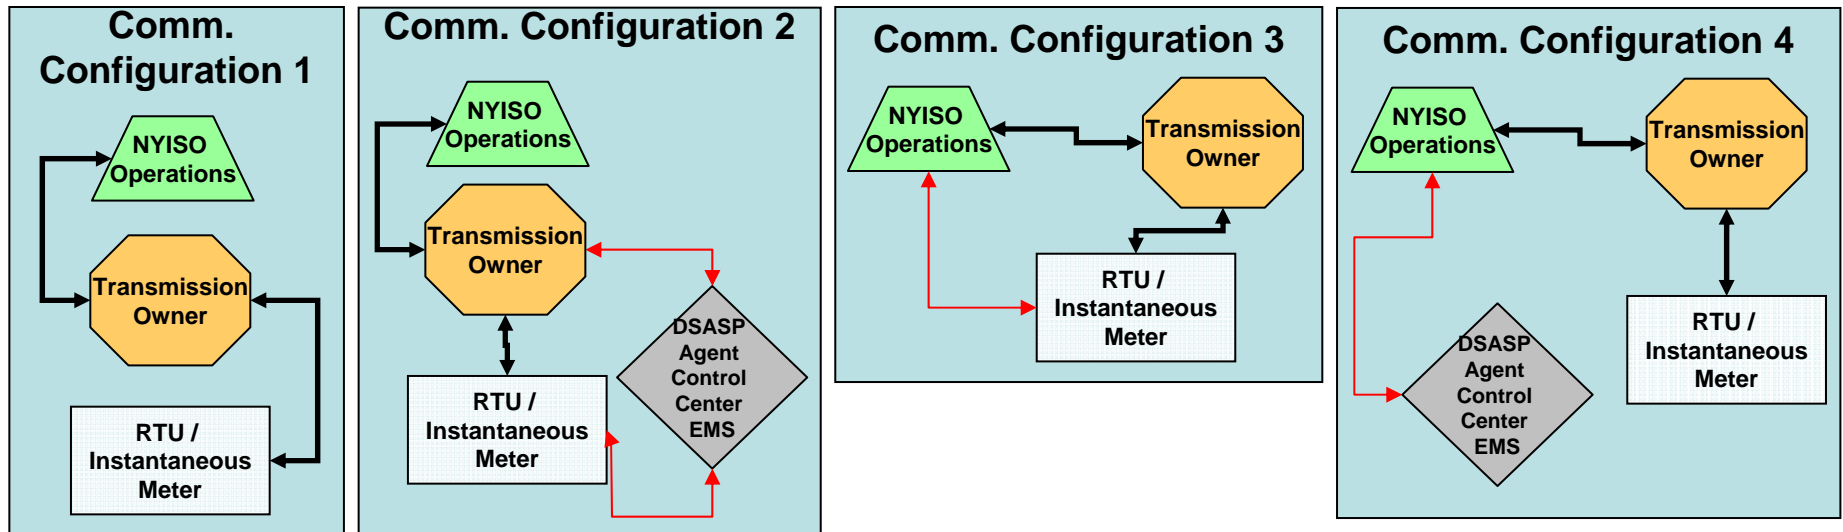 Comm.
Configuration 1
NYISO
Operations
Transmission
Owner
RTU /
Instantaneous
Meter
Comm. Configuration 2
NYISO
Operations
Transmission
Owner
DSASP
Agent
Control
Center
EMS
RTU /
Instantaneous
Meter
Comm. Configuration 3
NYISO
Operations
Transmission
Owner
RTU /
Instantaneous
Meter
Comm. Configuration 4
NYISO
Operations
Transmission
Owner
RTU /
Instantaneous
Meter
DSASP
Agent
Control
Center
EMS